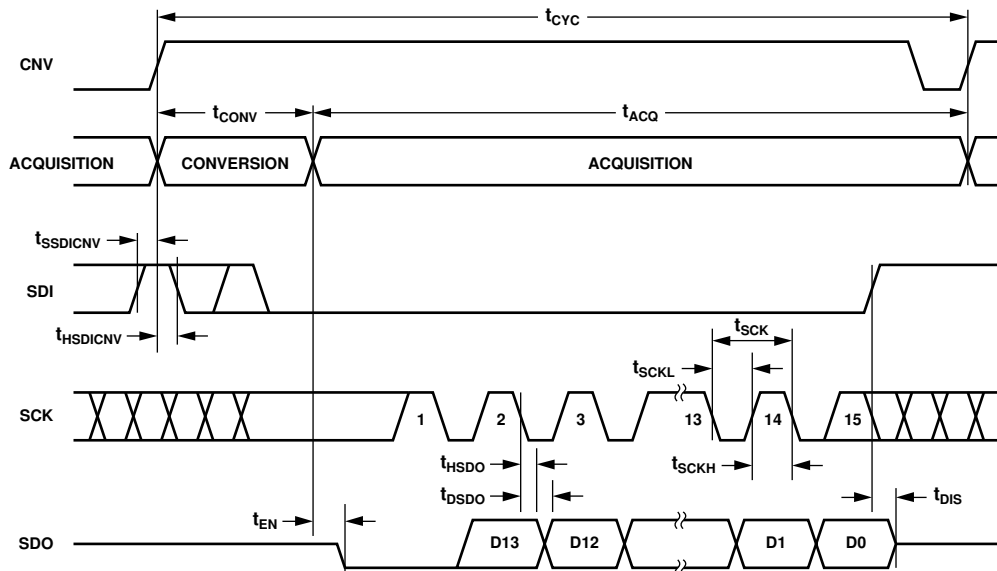 tCYC
CNV
tCONV
tACQ
ACQUISITION
CONVERSION
ACQUISITION
tSSDICNV
SDI
tHSDICNV
tSCK
tSCKL
SCK
1
2
3
13
14
15
tHSDO
tSCKH
tDSDO
tDIS
tEN
SDO
D13
D12
D1
D0